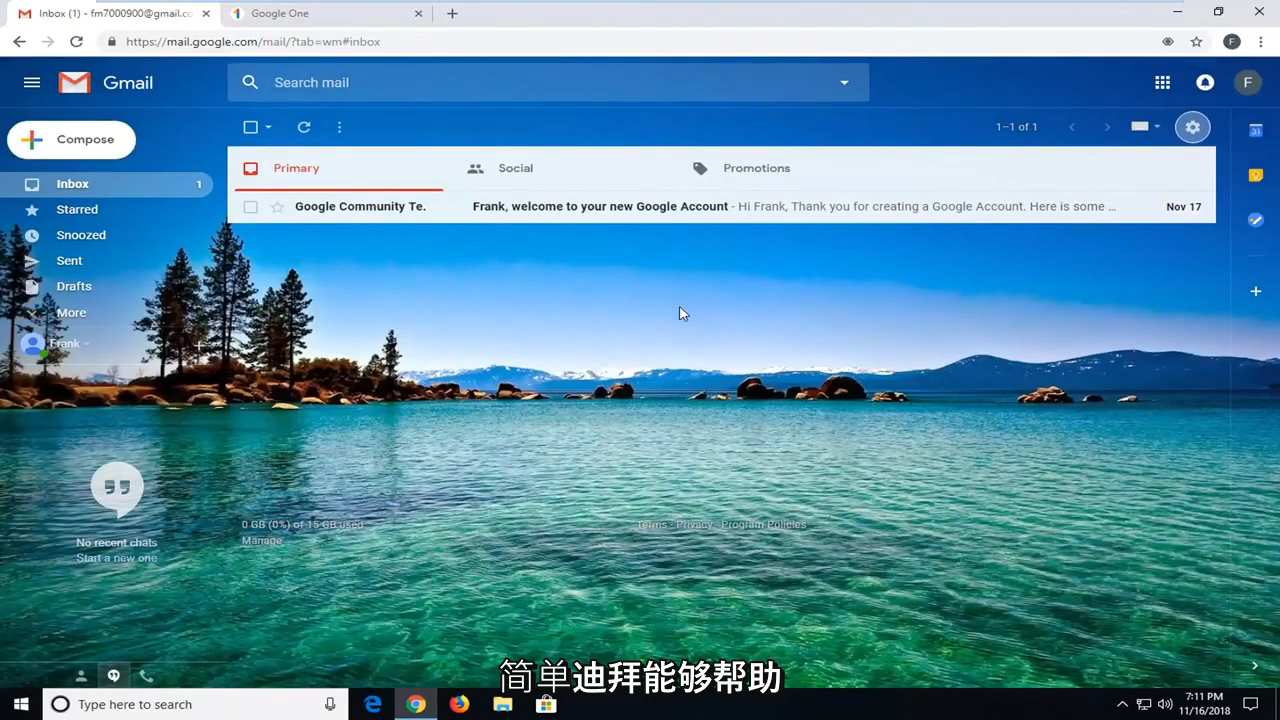 Inbox (1) - fm7000900@gmail.co
Google One
https://mail.google.com/mail/?tab=wm#inbox
F
Gmail
Search mail
F
Compose
1–1 of 1
31
Primary
Social
Promotions
Inbox 1
Google Community Te. Frank, welcome to your new Google Account - Hi Frank, Thank you for creating a Google Account. Here is some ... Nov 17
Starred
Snoozed
Sent
Drafts
More
Frank
No recent chats
Start a new one
0 GB (0%) of 15 GB used
Manage
Terms · Privacy · Program Policies
简单迪拜能够帮助
Type here to search
7:11 PM
11/16/2018